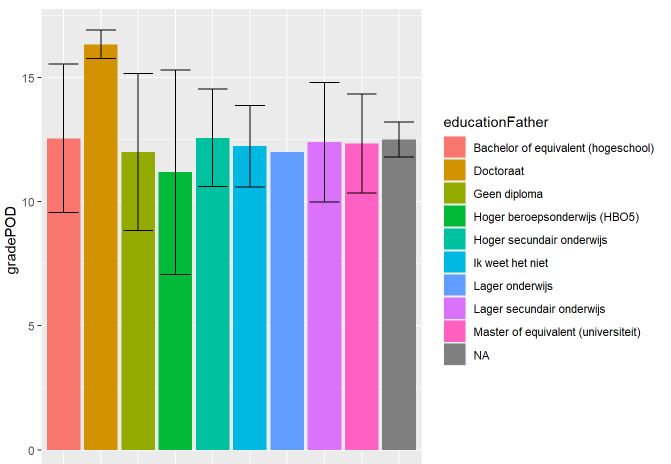 gradePOD
15
10
5
0
educationFather
Bachelor of equivalent (hogeschool)
Doctoraat
Geen diploma
Hoger beroepsonderwijs (HBO5)
Hoger secundair onderwijs
Ik weet het niet
Lager onderwijs
Lager secundair onderwijs
Master of equivalent (universiteit)
NA